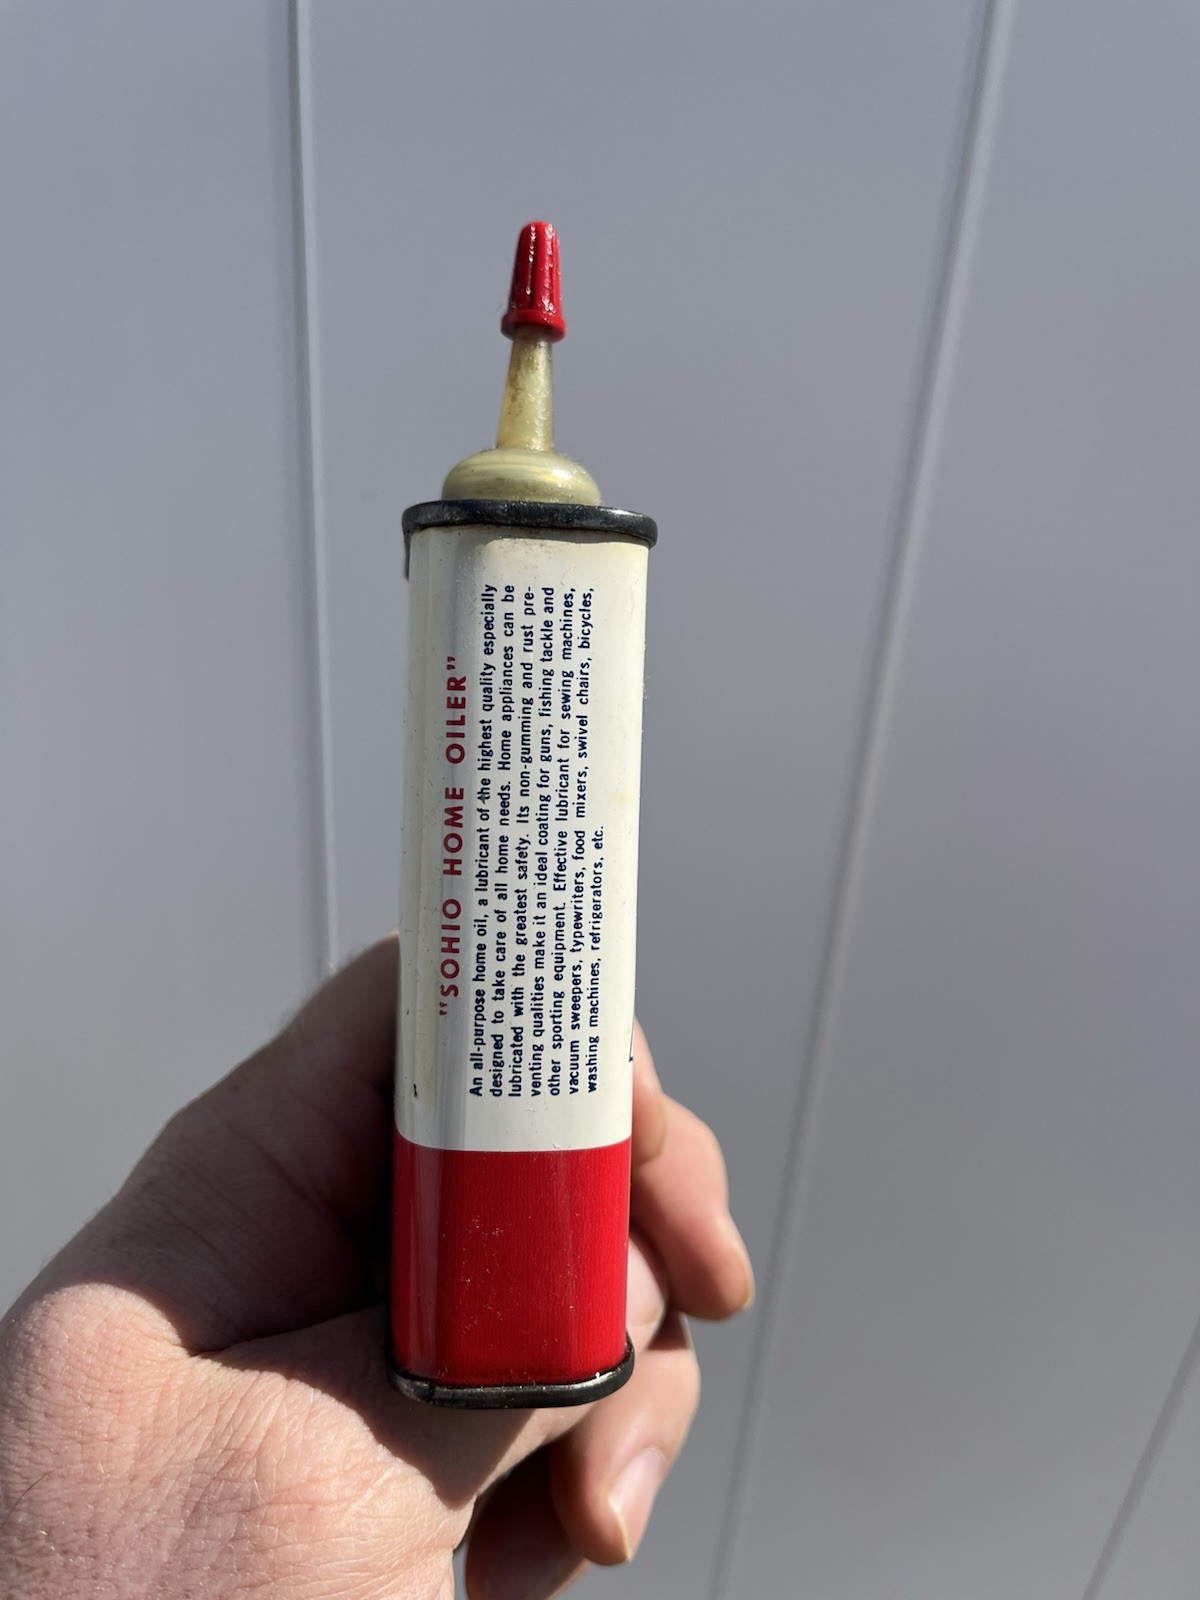 "SOHIO HOME OILER"
An all-purpose home oil, a lubricant of the highest quality especially
designed to take care of all home needs. Home appliances can be
lubricated with the greatest safety. Its non-gumming and rust pre-
venting qualities make it an ideal coating for guns, fishing tackle and
other sporting equipment. Effective lubricant for sewing machines,
vacuum sweepers, typewriters, food mixers, swivel chairs, bicycles,
washing machines, refrigerators, etc.